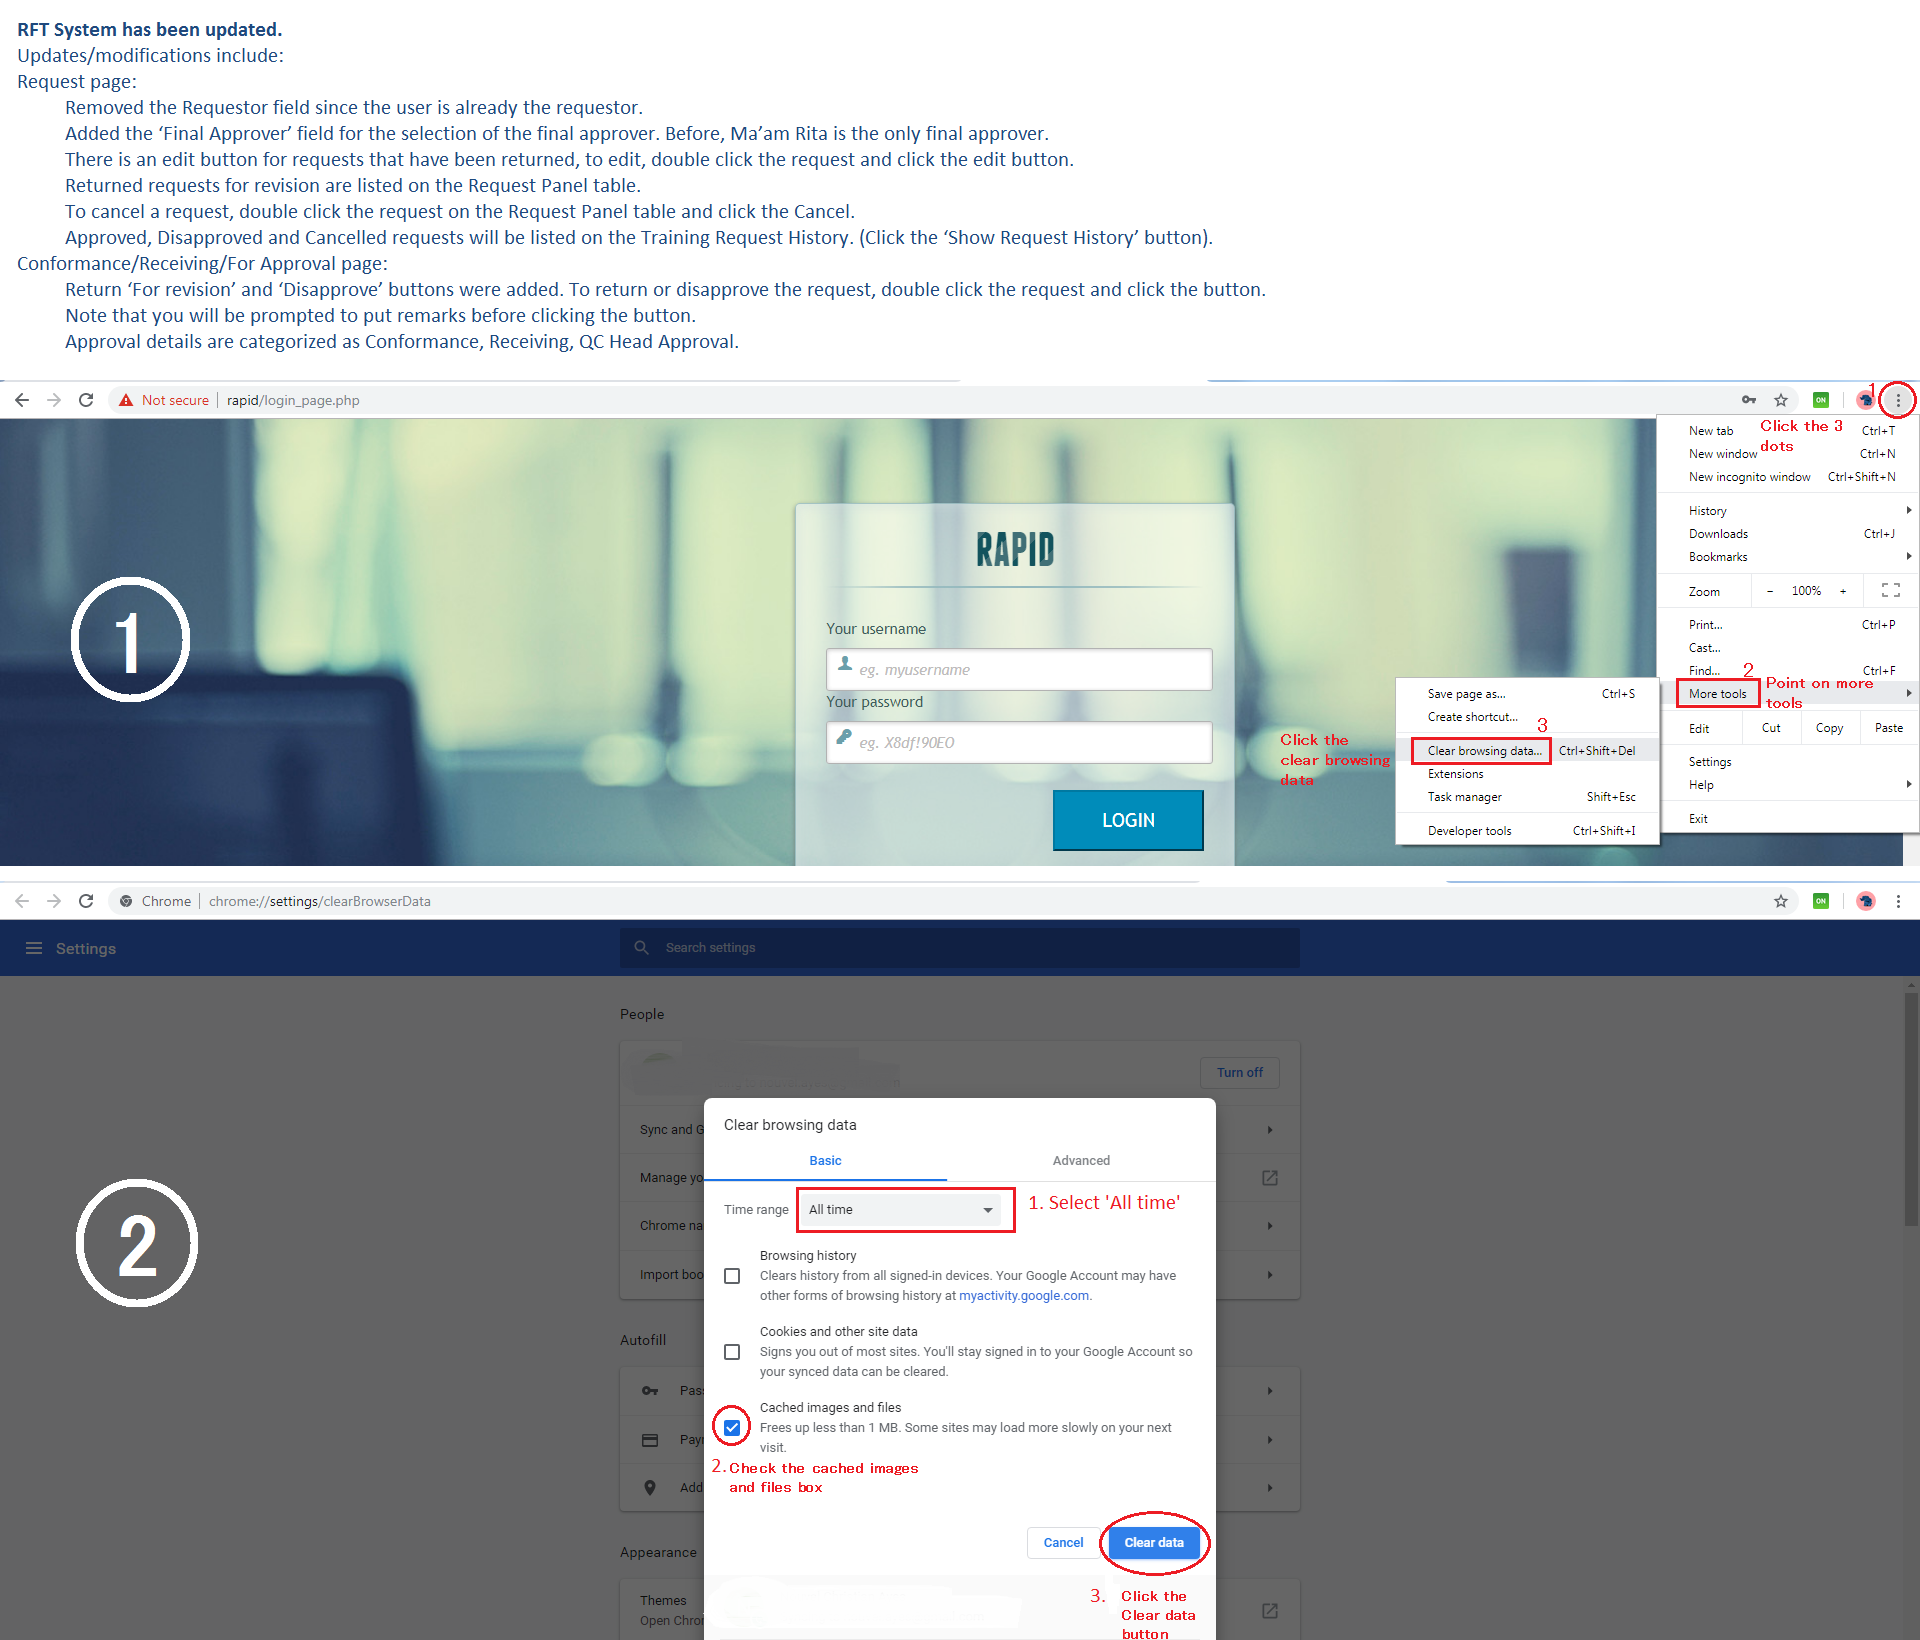 RFT System has been updated.
Updates/modifications include:
Request page:
Removed the Requestor field since the user is already the requestor.
Added the ‘Final Approver’ field for the selection of the final approver. Before, Ma’am Rita is the only final approver.
There is an edit button for requests that have been returned, to edit, double click the request and click the edit button.
Returned requests for revision are listed on the Request Panel table.
To cancel a request, double click the request on the Request Panel table and click the Cancel.
Approved, Disapproved and Cancelled requests will be listed on the Training Request History. (Click the ‘Show Request History’ button).
Conformance/Receiving/For Approval page:
Return ‘For revision’ and ‘Disapprove’ buttons were added. To return or disapprove the request, double click the request and click the button.
Note that you will be prompted to put remarks before clicking the button.
Approval details are categorized as Conformance, Receiving, QC Head Approval.
Not secure rapid/login_page.php
ON
1
Click the 3
dots
New tab Ctrl+T
New window Ctrl+N
New incognito window Ctrl+Shift+N
History
Downloads Ctrl+J
Bookmarks
Zoom - 100% +
Print... Ctrl+P
Cast...
Find... Ctrl+F
2
More tools
Point on more
tools
Edit Cut Copy Paste
Settings
Help
Exit
Save page as... Ctrl+S
Create shortcut...
3
Clear browsing data... Ctrl+Shift+Del
Extensions
Task manager Shift+Esc
Developer tools Ctrl+Shift+I
Click the
clear browsing
data
1
RAPID
Your username
eg. myusername
Your password
eg. X8df!90EO
LOGIN
Chrome chrome://settings/clearBrowserData
ON
Settings
Search settings
People
Turn off
Sync and G
Manage yo
Chrome na
Import boo
Autofill
Pas
Pay
Add
Appearance
Themes
Open Chro
2
Clear browsing data
Basic Advanced
Time range All time
1. Select 'All time'
Browsing history
Clears history from all signed-in devices. Your Google Account may have
other forms of browsing history at myactivity.google.com.
Cookies and other site data
Signs you out of most sites. You'll stay signed in to your Google Account so
your synced data can be cleared.
Cached images and files
Frees up less than 1 MB. Some sites may load more slowly on your next
visit.
2. Check the cached images
and files box
Cancel Clear data
3. Click the
Clear data
button